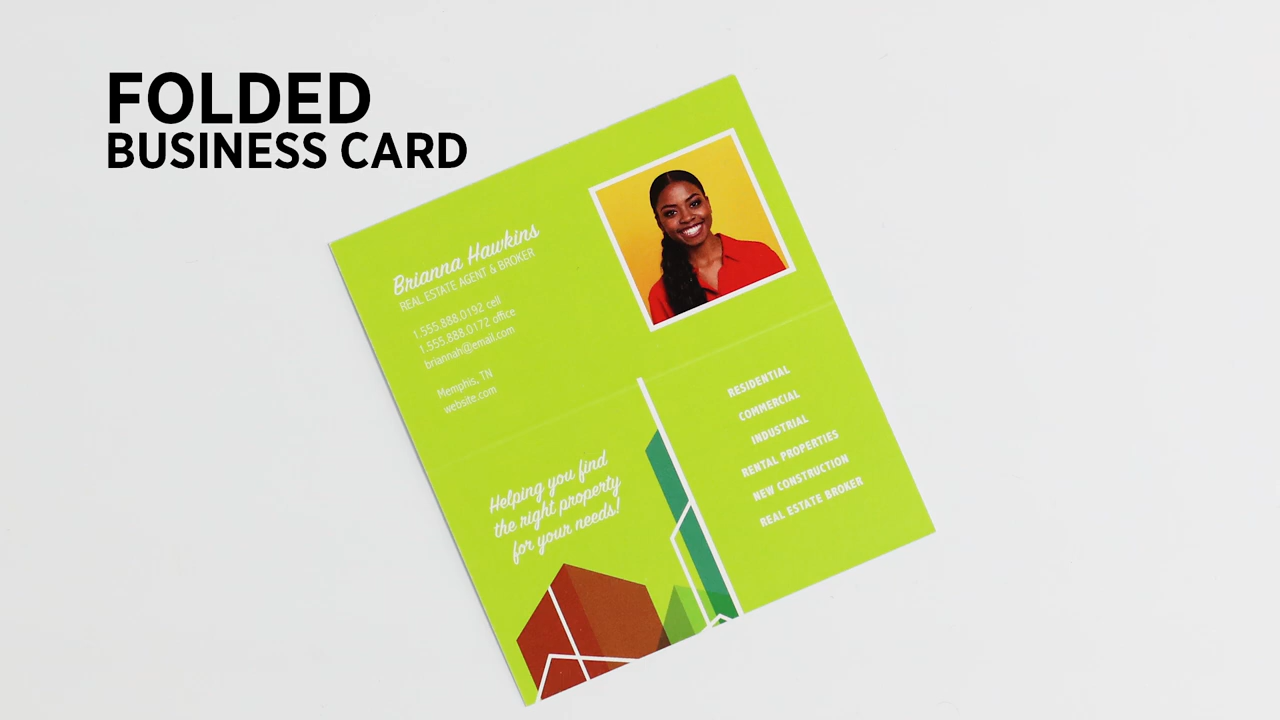 FOLDED
BUSINESS CARD
Brianna Hawkins
REAL ESTATE AGENT & BROKER
1.555.888.0192 cell
1.555.888.0172 office
briannah@email.com
Memphis, TN
website.com
Helping you find
the right property
for your needs!
RESIDENTIAL
COMMERCIAL
INDUSTRIAL
RENTAL PROPERTIES
NEW CONSTRUCTION
REAL ESTATE BROKER